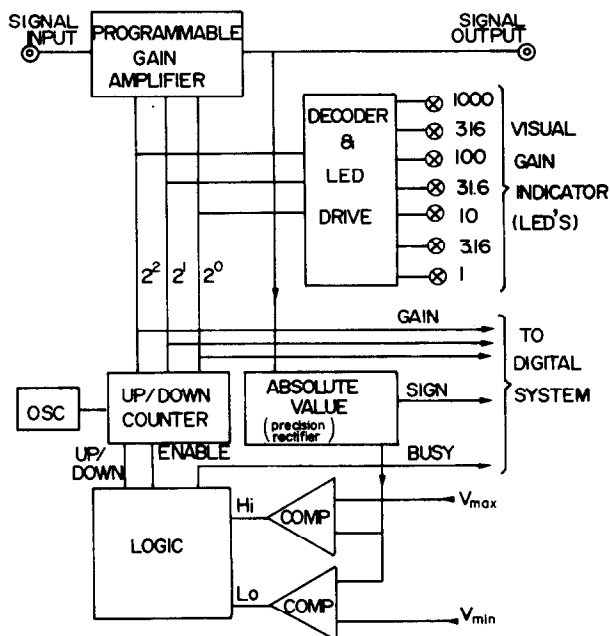 SIGNAL
INPUT
PROGRAMMABLE
GAIN
AMPLIFIER
SIGNAL
OUTPUT
DECODER
&
LED
DRIVE
1000
316
100
31.6
10
3.16
1
VISUAL
GAIN
INDICATOR
(LED'S)
2² 2¹ 2⁰
GAIN
TO
DIGITAL
SYSTEM
OSC
UP/DOWN
COUNTER
ABSOLUTE
VALUE
(precision
rectifier)
SIGN
UP/
DOWN
ENABLE
BUSY
LOGIC
Hi
COMP
Vmax
Lo
COMP
Vmin